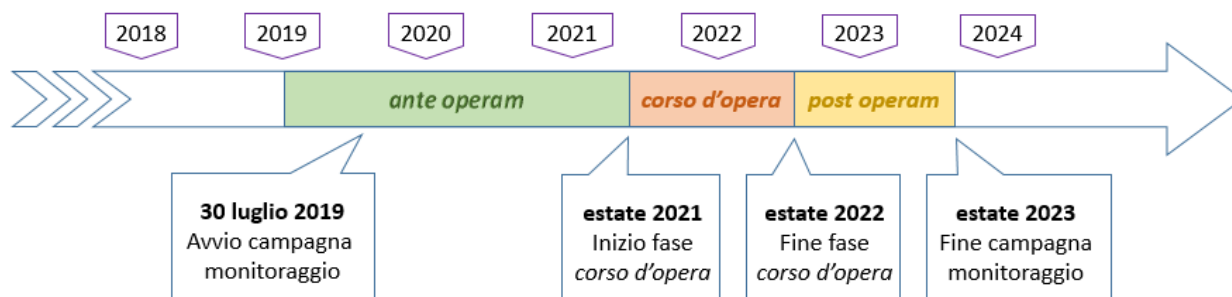 2018
2019
2020
2021
2022
2023
2024
ante operam
corso d'opera
post operam
30 luglio 2019
Avvio campagna
monitoraggio
estate 2021
Inizio fase
corso d'opera
estate 2022
Fine fase
corso d'opera
estate 2023
Fine campagna
monitoraggio